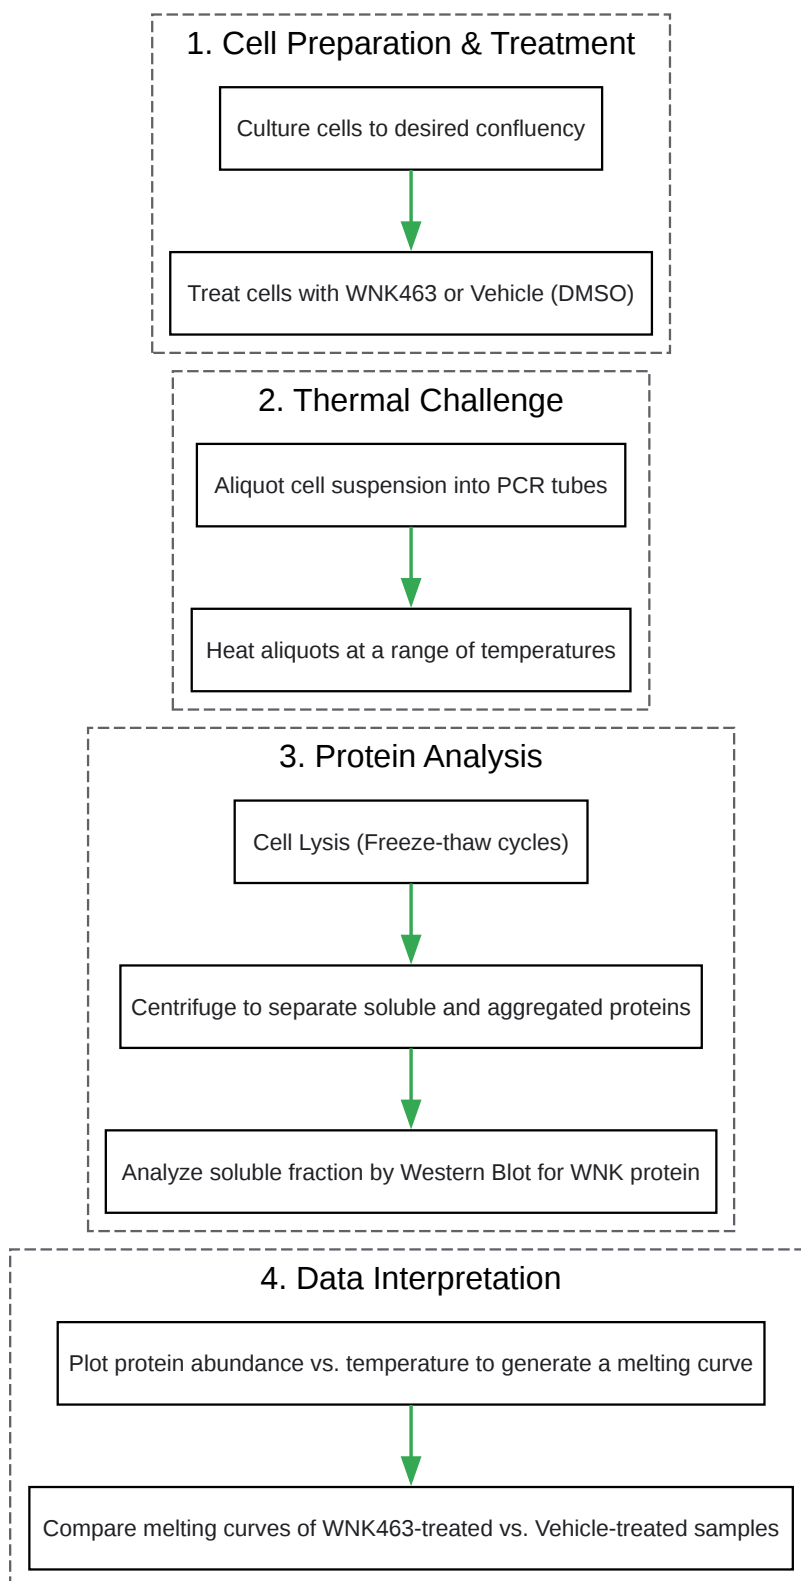 1. Cell Preparation & Treatment
Culture cells to desired confluency
Treat cells with WNK463 or Vehicle (DMSO)
2. Thermal Challenge
Aliquot cell suspension into PCR tubes
Heat aliquots at a range of temperatures
3. Protein Analysis
Cell Lysis (Freeze-thaw cycles)
Centrifuge to separate soluble and aggregated proteins
Analyze soluble fraction by Western Blot for WNK protein
4. Data Interpretation
Plot protein abundance vs. temperature to generate a melting curve
Compare melting curves of WNK463-treated vs. Vehicle-treated samples